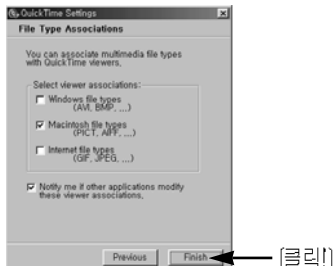 QuickTime Settings
File Type Associations
You can associate multimedia file types
with QuickTime viewers.
Select viewer associations:
Windows file types
(AVI, BMP, ...)
Macintosh file types
(PICT, AIFF, ...)
Internet file types
(GIF, JPEG, ...)
Notify me if other applications modify
these viewer associations.
Previous
Finish
(클릭!)